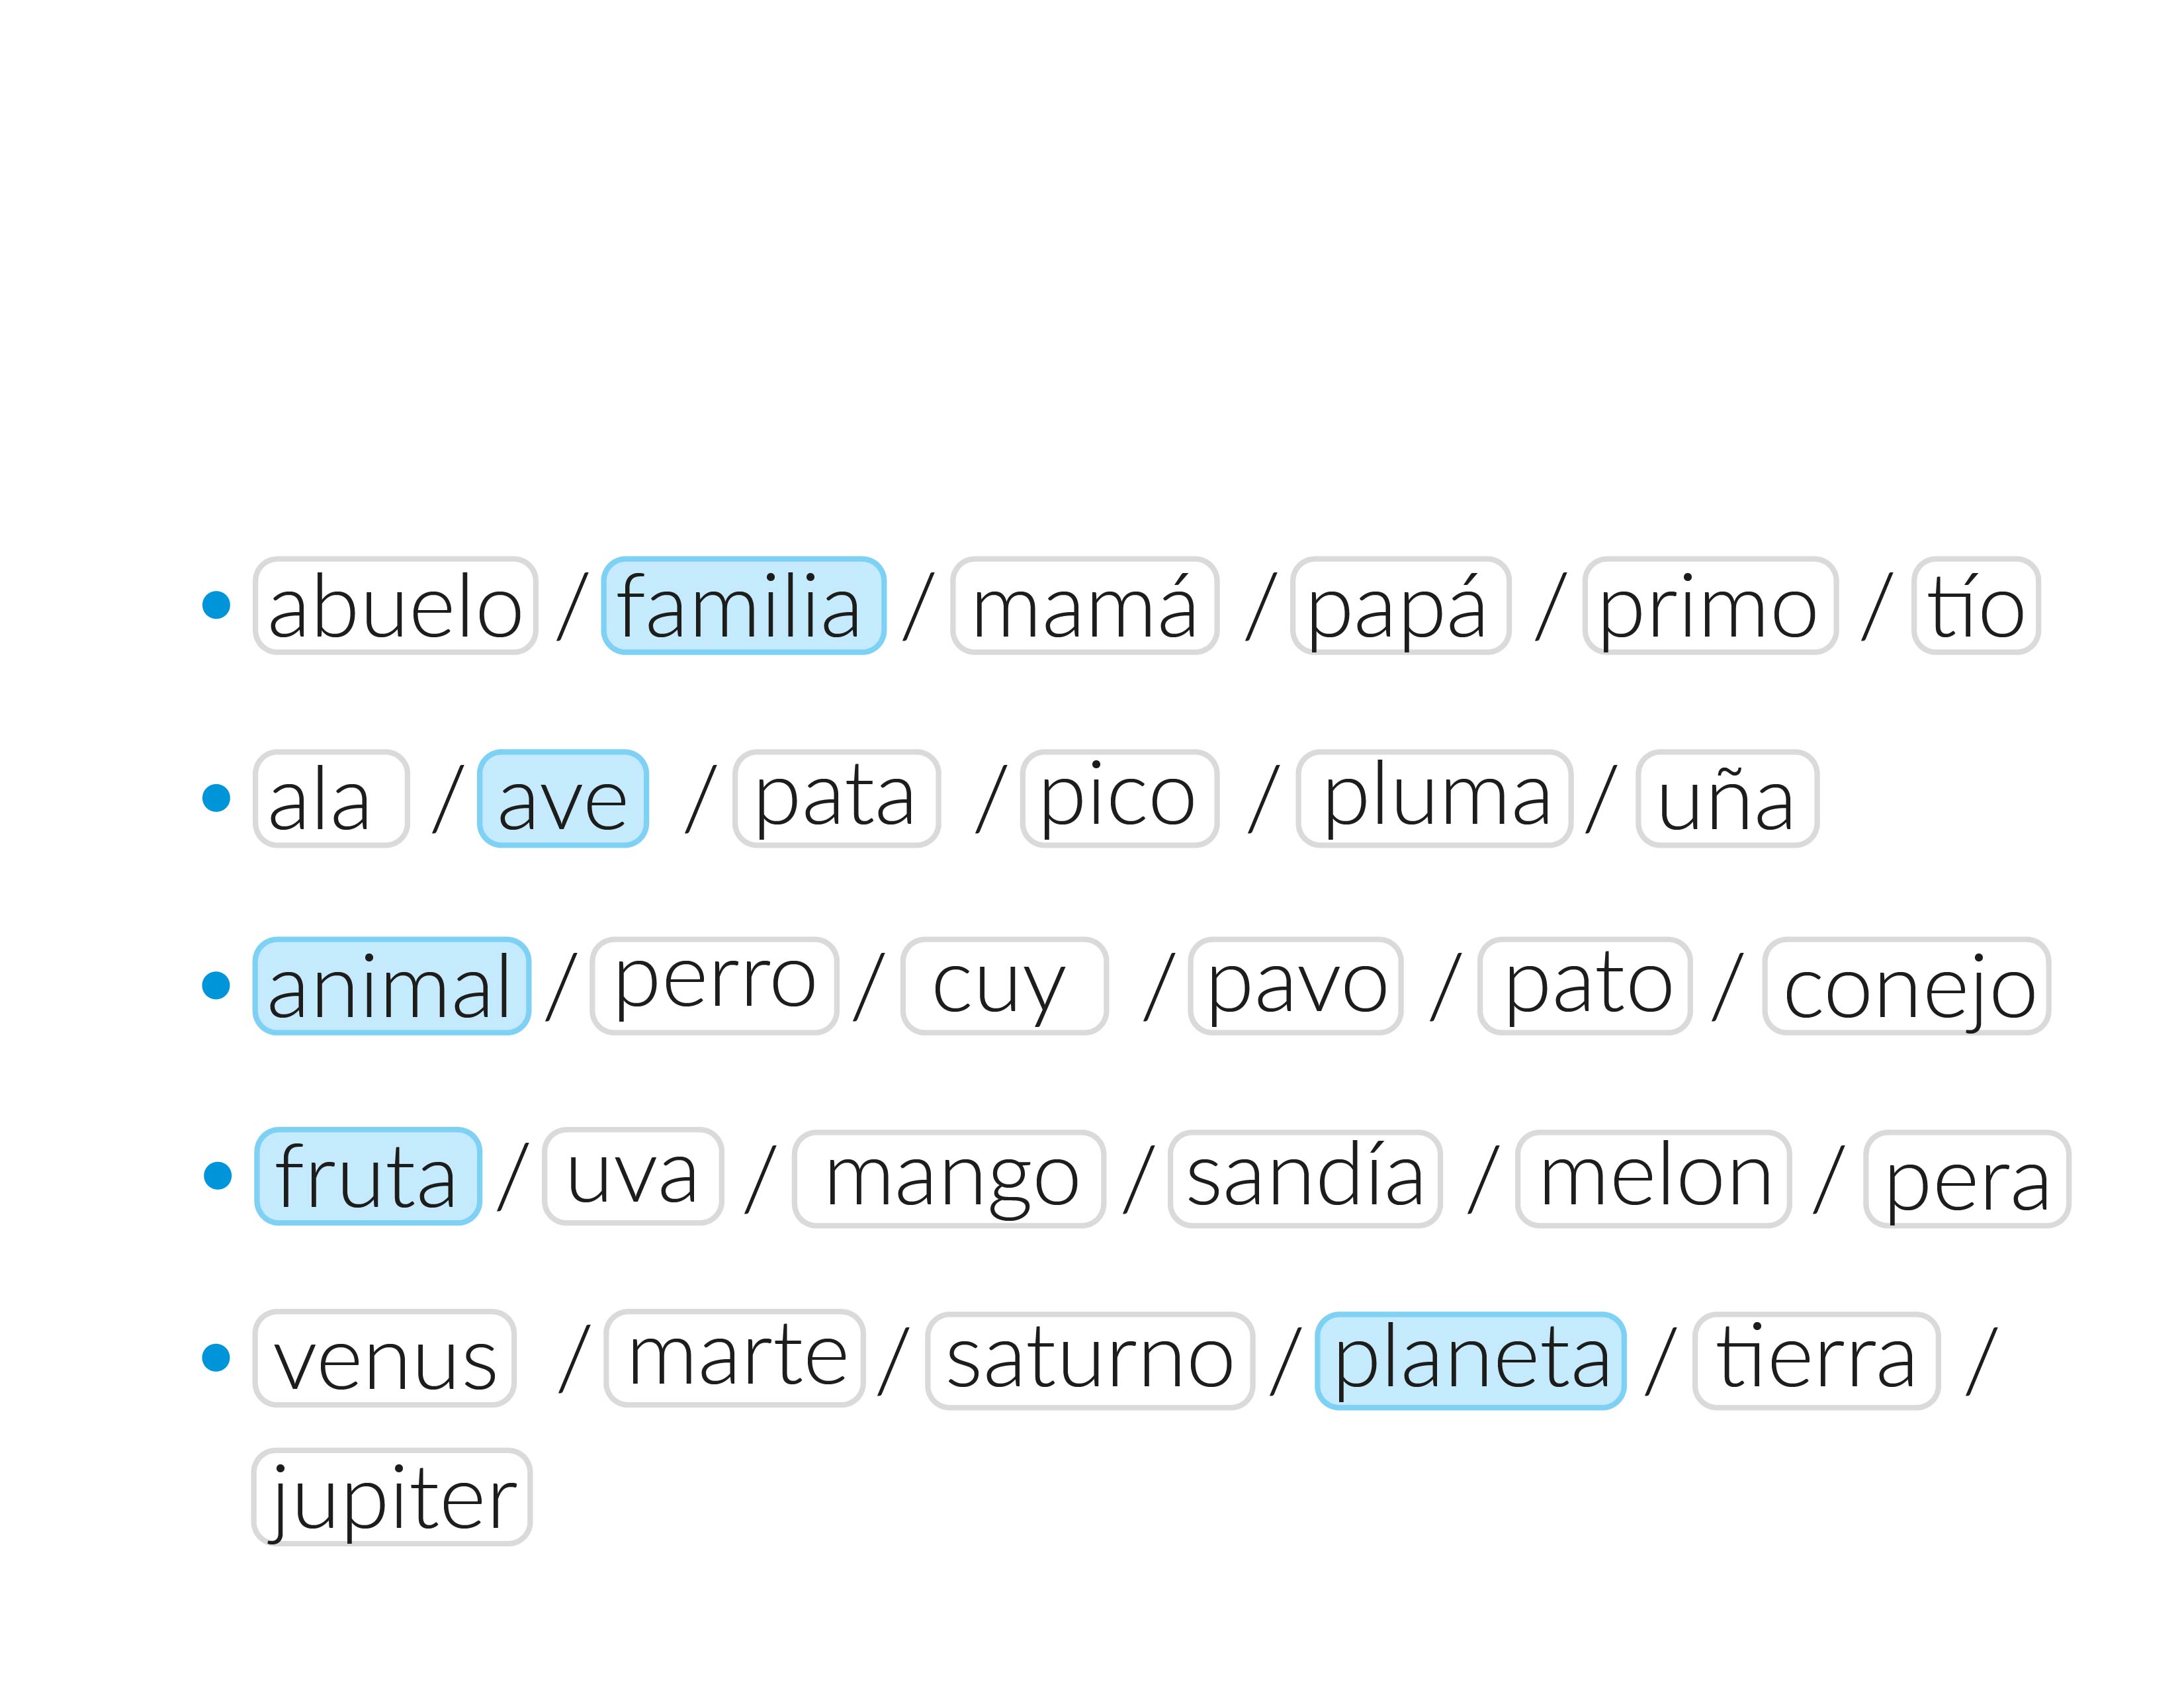 • abuelo / familia / mamá / papá / primo / tío
• ala / ave / pata / pico / pluma / uña
• animal / perro / cuy / pavo / pato / conejo
• fruta / uva / mango / sandía / melon / pera
• venus / marte / saturno / planeta / tierra /
jupiter